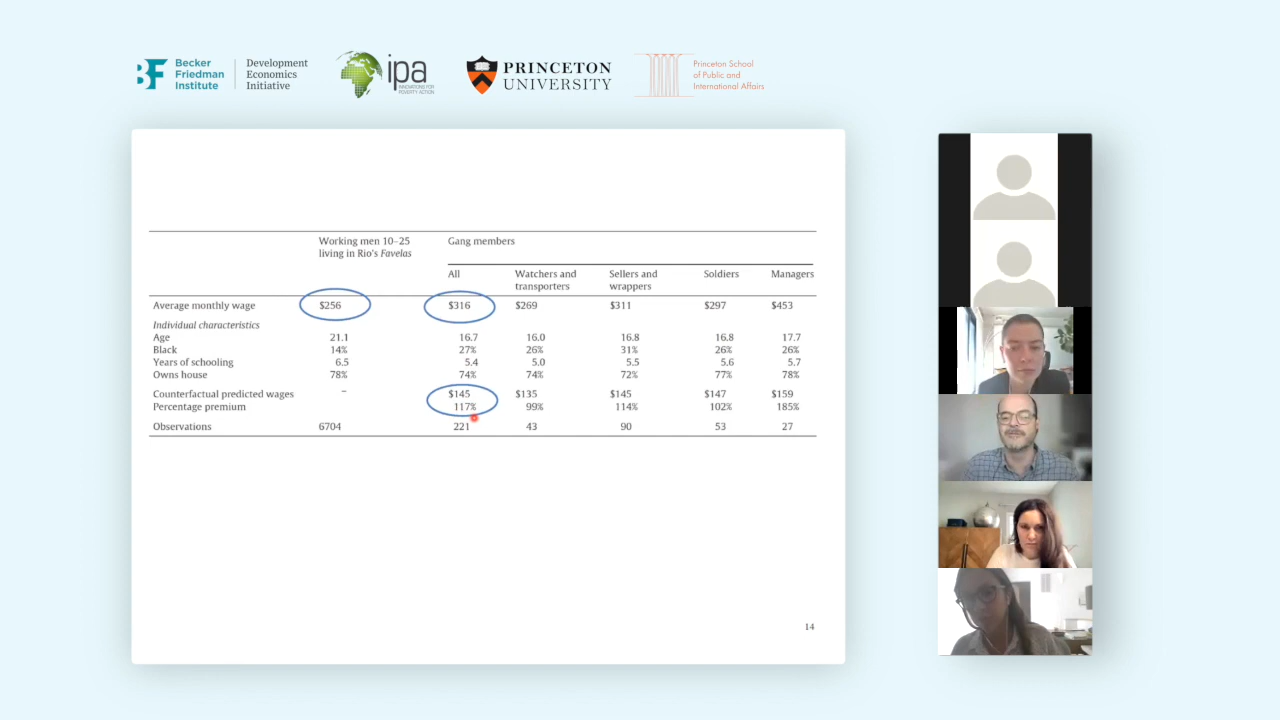 Becker
Friedman
Institute
Development
Economics
Initiative
ipa
INNOVATIONS FOR
POVERTY ACTION
PRINCETON
UNIVERSITY
Princeton School
of Public and
International Affairs
Working men 10–25
living in Rio's Favelas
Gang members
All Watchers and transporters Sellers and wrappers Soldiers Managers
Average monthly wage $256 $316 $269 $311 $297 $453
Individual characteristics
Age 21.1 16.7 16.0 16.8 16.8 17.7
Black 14% 27% 26% 31% 26% 26%
Years of schooling 6.5 5.4 5.0 5.5 5.6 5.7
Owns house 78% 74% 74% 72% 77% 78%
Counterfactual predicted wages – $145 $135 $145 $147 $159
Percentage premium 117% 99% 114% 102% 185%
Observations 6704 221 43 90 53 27
14